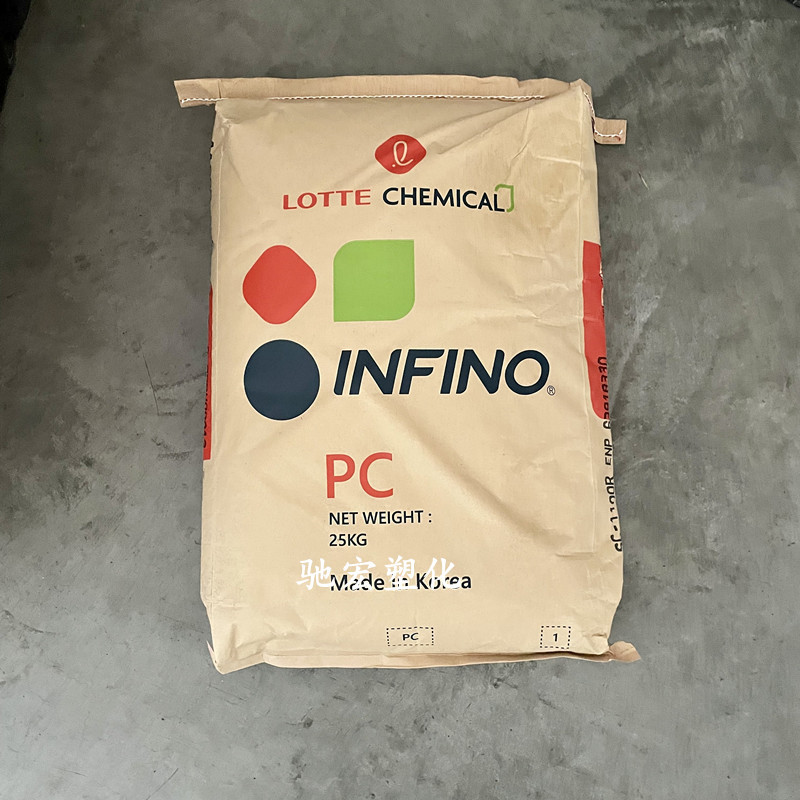 LOTTE CHEMICAL
INFINO®
PC
NET WEIGHT :
25KG
驰宏塑化
Made in Korea
PC
1